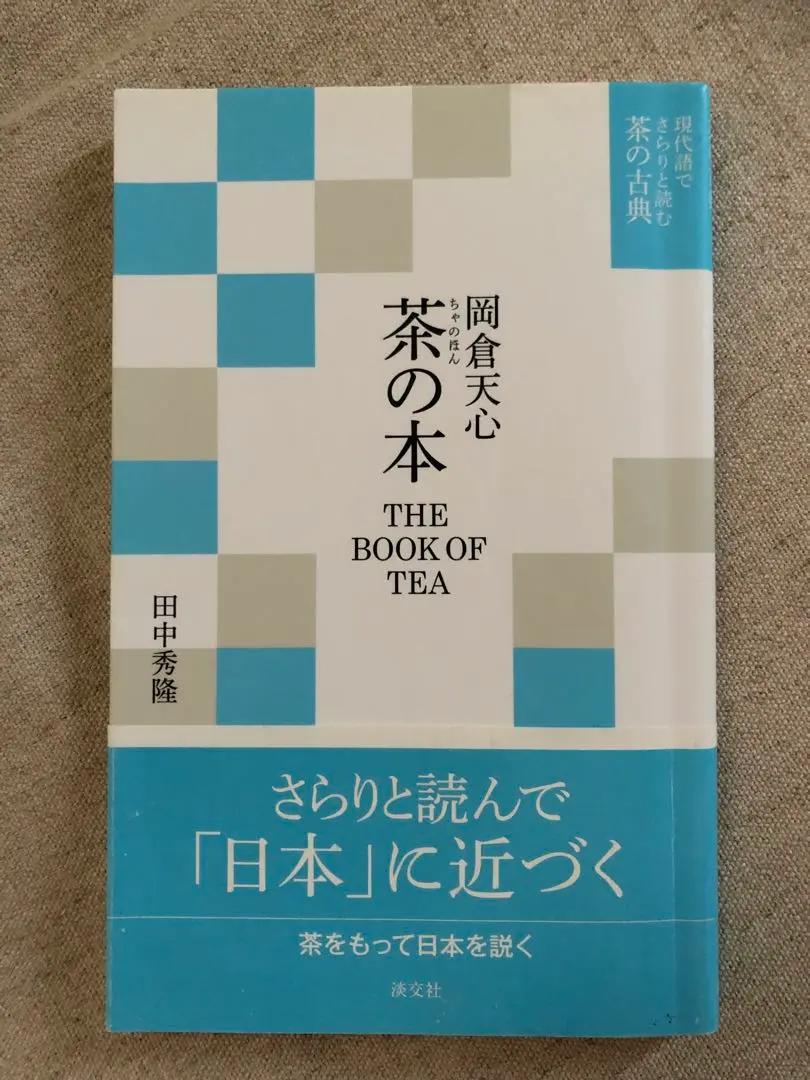 現代語で
さらりと読む
茶の古典
岡倉天心
ちゃのほん
茶の本
THE
BOOK OF
TEA
田中秀隆
さらりと読んで
「日本」に近づく
茶をもって日本を説く
淡交社